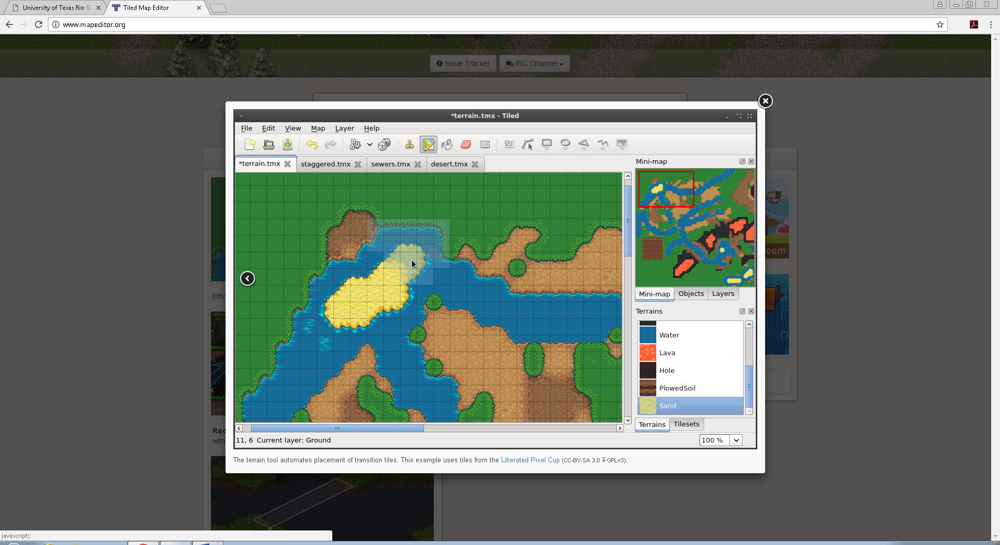 University of Texas Rio G
Tiled Map Editor
www.mapeditor.org
Issue Tracker
IRC Channel
*terrain.tmx - Tiled
File Edit View Map Layer Help
*terrain.tmx staggered.tmx sewers.tmx desert.tmx
Mini-map
Mini-map Objects Layers
Terrains
Water
Lava
Hole
PlowedSoil
Sand
Terrains Tilesets
11, 6 Current layer: Ground
100 %
The terrain tool automates placement of transition tiles. This example uses tiles from the Liberated Pixel Cup (CC-BY-SA 3.0 ∓ GPLv3).
Effic
Rec
with
com
Bridge
javascript:;